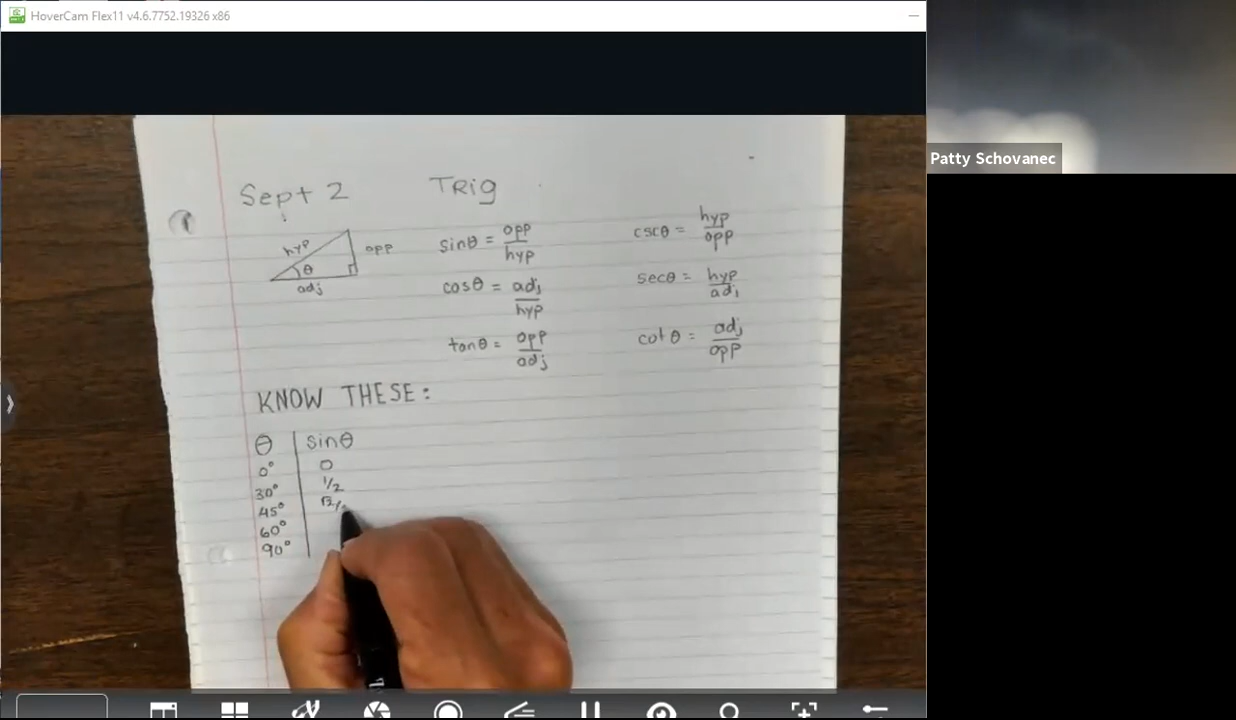 HoverCam Flex11 v4.6.7752.19326 x86
Patty Schovanec
Sept 2 TRig
hyp
opp
θ
adj
sinθ = opp/hyp
cscθ = hyp/opp
cosθ = adj/hyp
secθ = hyp/adj
tanθ = opp/adj
cot θ = adj/opp
KNOW THESE:
θ sinθ
0° 0
30° 1/2
45° √2/
60°
90°